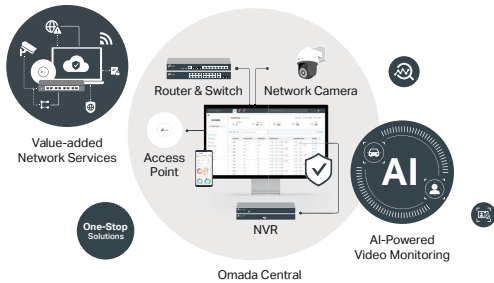 Router & Switch
Network Camera
Value-added
Network Services
Access
Point
AI
One-Stop
Solutions
NVR
AI-Powered
Video Monitoring
Omada Central